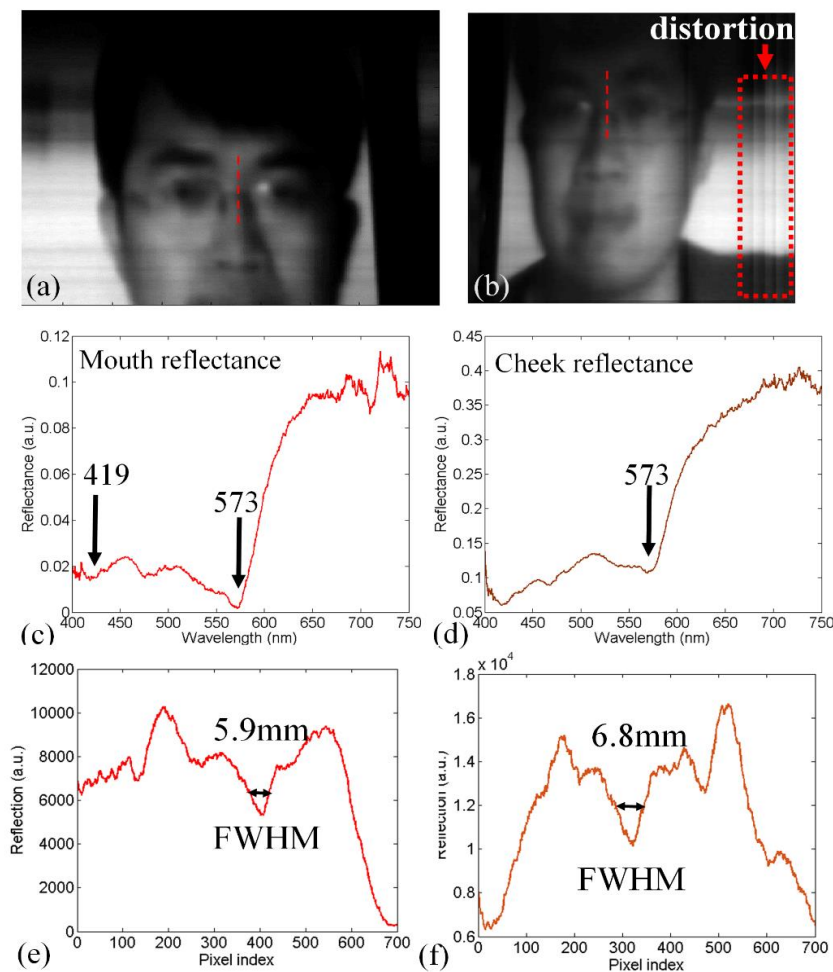 distortion
(a)
(b)
Mouth reflectance
419
573
Reflectance (a.u.)
0.12
0.1
0.08
0.06
0.04
0.02
0
400 450 500 550 600 650 700 750
Wavelength (nm)
(c)
Cheek reflectance
573
Reflectance (a.u.)
0.45
0.4
0.35
0.3
0.25
0.2
0.15
0.1
0.05
400 450 500 550 600 650 700 750
Wavelength (nm)
(d)
5.9mm
FWHM
Reflection (a.u.)
12000
10000
8000
6000
4000
2000
0
0 100 200 300 400 500 600 700
Pixel index
(e)
x 10⁴
6.8mm
FWHM
Reflection (a.u.)
1.8
1.6
1.4
1.2
1
0.8
0.6
0 100 200 300 400 500 600 700
Pixel index
(f)